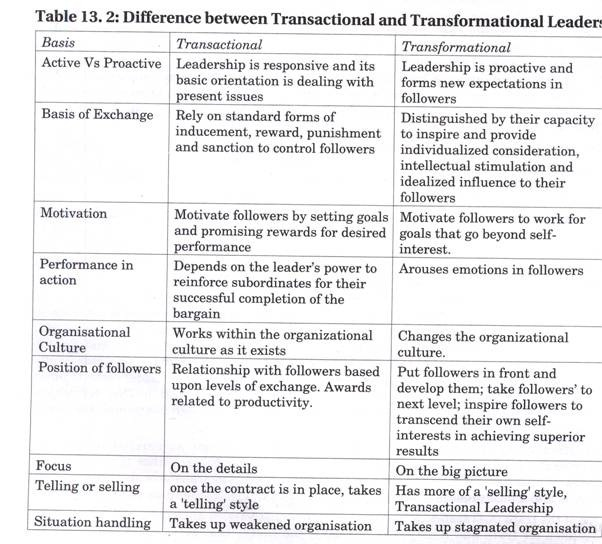 Table 13. 2: Difference between Transactional and Transformational Leaders
Basis
Transactional
Transformational
Active Vs Proactive
Leadership is responsive and its
basic orientation is dealing with
present issues
Leadership is proactive and
forms new expectations in
followers
Basis of Exchange
Rely on standard forms of
inducement, reward, punishment
and sanction to control followers
Distinguished by their capacity
to inspire and provide
individualized consideration,
intellectual stimulation and
idealized influence to their
followers
Motivation
Motivate followers by setting goals
and promising rewards for desired
performance
Motivate followers to work for
goals that go beyond self-
interest.
Performance in
action
Depends on the leader's power to
reinforce subordinates for their
successful completion of the
bargain
Arouses emotions in followers
Organisational
Culture
Works within the organizational
culture as it exists
Changes the organizational
culture.
Position of followers
Relationship with followers based
upon levels of exchange. Awards
related to productivity.
Put followers in front and
develop them; take followers' to
next level; inspire followers to
transcend their own self-
interests in achieving superior
results
Focus
On the details
On the big picture
Telling or selling
once the contract is in place, takes
a 'telling' style
Has more of a 'selling' style,
Transactional Leadership
Situation handling
Takes up weakened organisation
Takes up stagnated organisation